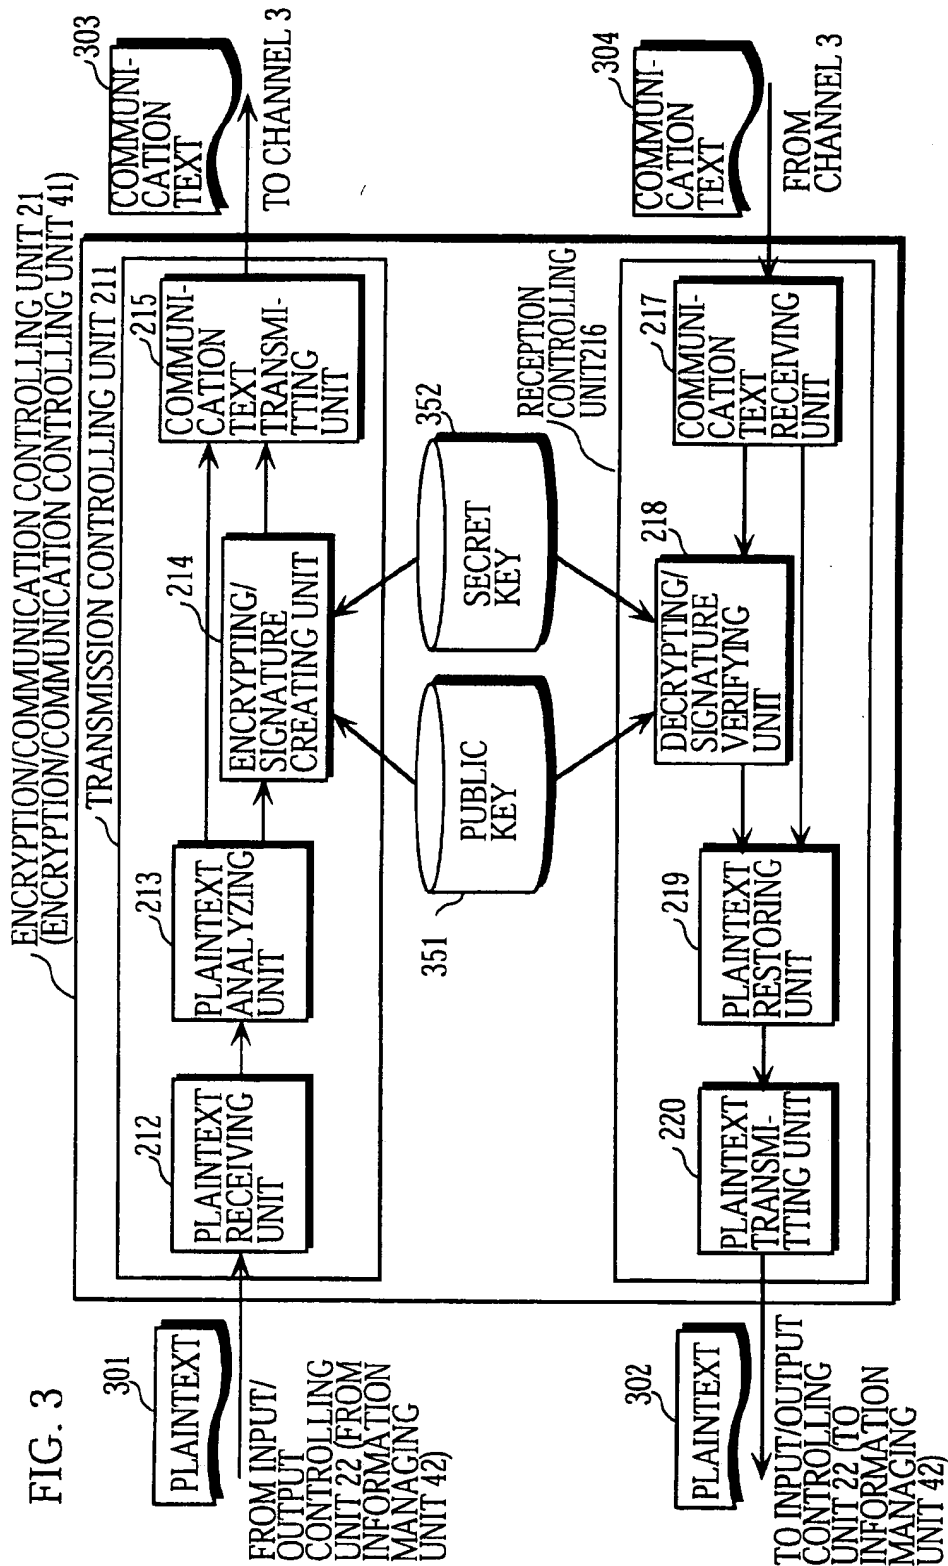 FIG. 3
ENCRYPTION/COMMUNICATION CONTROLLING UNIT 21
(ENCRYPTION/COMMUNICATION CONTROLLING UNIT 41)
TRANSMISSION CONTROLLING UNIT 211
301
PLAINTEXT
FROM INPUT/
OUTPUT
CONTROLLING
UNIT 22 (FROM
INFORMATION
MANAGING
UNIT 42)
212
PLAINTEXT
RECEIVING
UNIT
213
PLAINTEXT
ANALYZING
UNIT
214
ENCRYPTING/
SIGNATURE
CREATING UNIT
215
COMMUNI-
CATION
TEXT
TRANSMI-
TTING
UNIT
303
COMMUNI-
CATION
TEXT
TO CHANNEL 3
351
PUBLIC
KEY
352
SECRET
KEY
RECEPTION
CONTROLLING
UNIT216
302
PLAINTEXT
TO INPUT/OUTPUT
CONTROLLING
UNIT 22 (TO
INFORMATION
MANAGING
UNIT 42)
220
PLAINTEXT
TRANSMI-
TTING UNIT
219
PLAINTEXT
RESTORING
UNIT
218
DECRYPTING/
SIGNATURE
VERIFYING
UNIT
217
COMMUNI-
CATION
TEXT
RECEIVING
UNIT
304
COMMUNI-
CATION
TEXT
FROM
CHANNEL 3